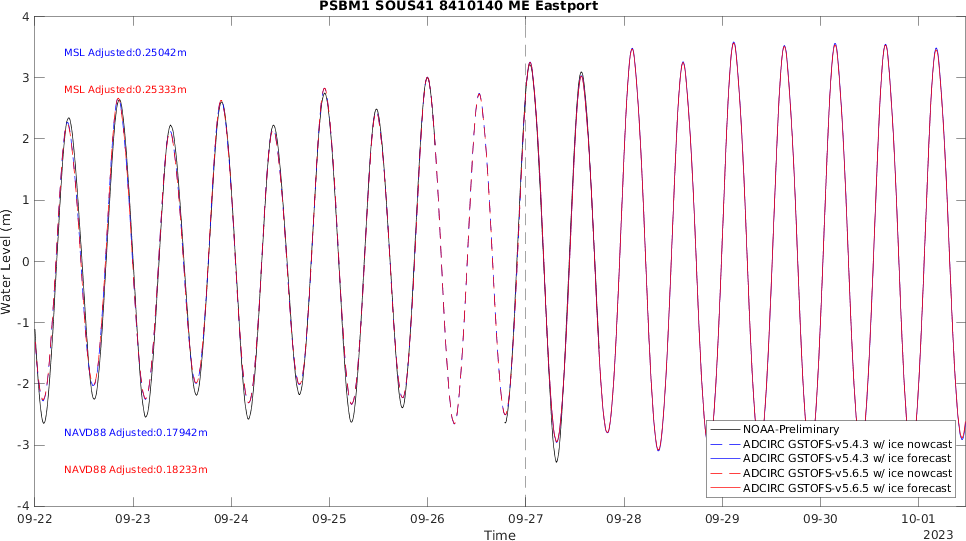 PSBM1 SOUS41 8410140 ME Eastport
4
3
2
1
0
-1
-2
-3
-4
Water Level (m)
MSL Adjusted:0.25042m
MSL Adjusted:0.25333m
NAVD88 Adjusted:0.17942m
NAVD88 Adjusted:0.18233m
NOAA-Preliminary
ADCIRC GSTOFS-v5.4.3 w/ ice nowcast
ADCIRC GSTOFS-v5.4.3 w/ ice forecast
ADCIRC GSTOFS-v5.6.5 w/ ice nowcast
ADCIRC GSTOFS-v5.6.5 w/ ice forecast
09-22 09-23 09-24 09-25 09-26 09-27 09-28 09-29 09-30 10-01
Time
2023